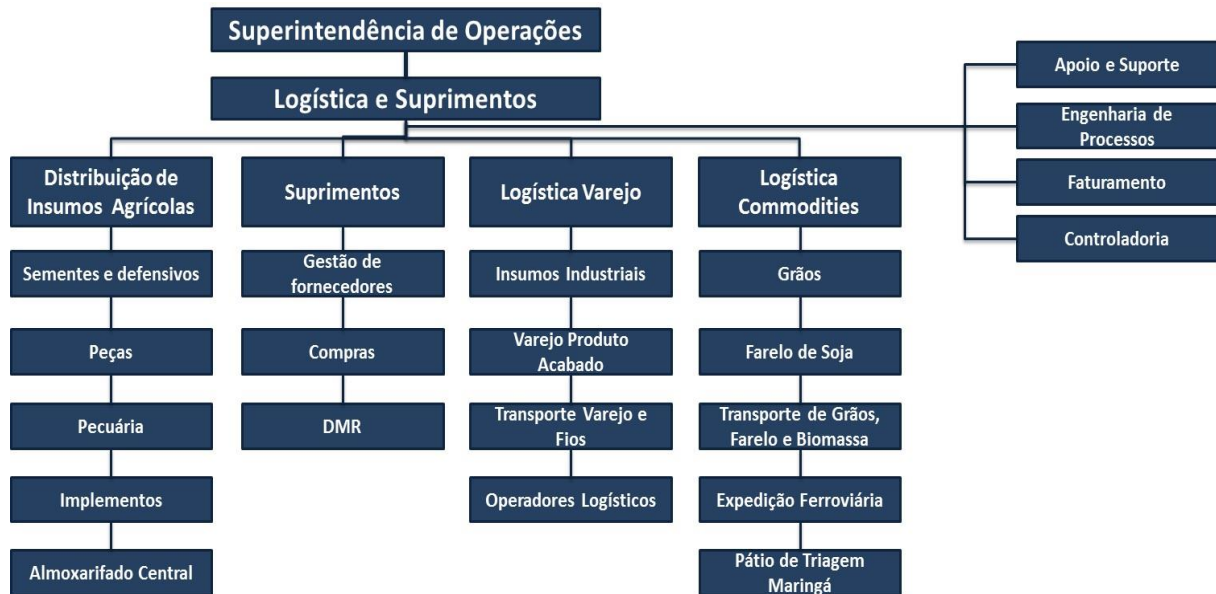 Superintendência de Operações
Logística e Suprimentos
Apoio e Suporte
Engenharia de
Processos
Faturamento
Controladoria
Distribuição de
Insumos Agrícolas
Sementes e defensivos
Peças
Pecuária
Implementos
Almoxarifado Central
Suprimentos
Gestão de
fornecedores
Compras
DMR
Logística Varejo
Insumos Industriais
Varejo Produto
Acabado
Transporte Varejo e
Fios
Operadores Logísticos
Logística
Commodities
Grãos
Farelo de Soja
Transporte de Grãos,
Farelo e Biomassa
Expedição Ferroviária
Pátio de Triagem
Maringá